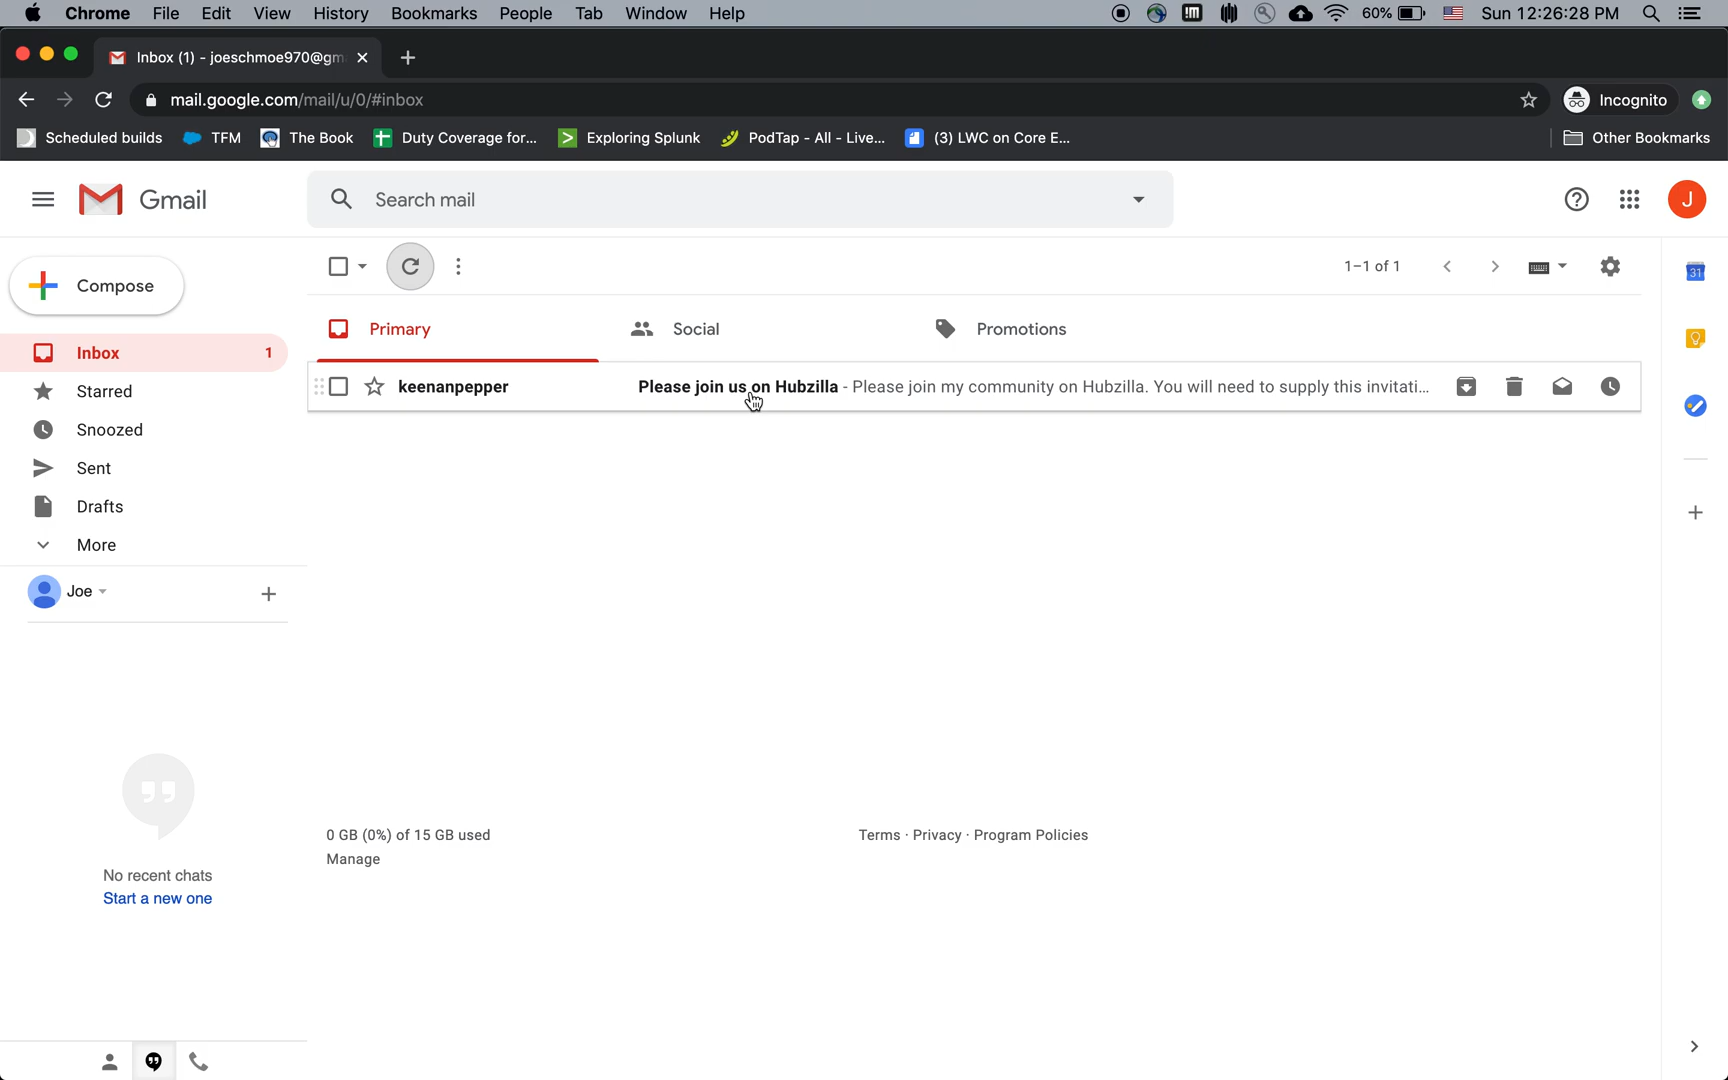 Chrome File Edit View History Bookmarks People Tab Window Help 60% Sun 12:26:28 PM
Inbox (1) - joeschmoe970@gm
mail.google.com/mail/u/0/#inbox Incognito
Scheduled builds TFM The Book Duty Coverage for... Exploring Splunk PodTap - All - Live... (3) LWC on Core E... Other Bookmarks
Gmail Search mail J
Compose 1–1 of 1 31
Primary Social Promotions
Inbox 1
keenanpepper Please join us on Hubzilla - Please join my community on Hubzilla. You will need to supply this invitati...
Starred
Snoozed
Sent
Drafts
More
Joe
0 GB (0%) of 15 GB used Terms · Privacy · Program Policies
Manage
No recent chats
Start a new one